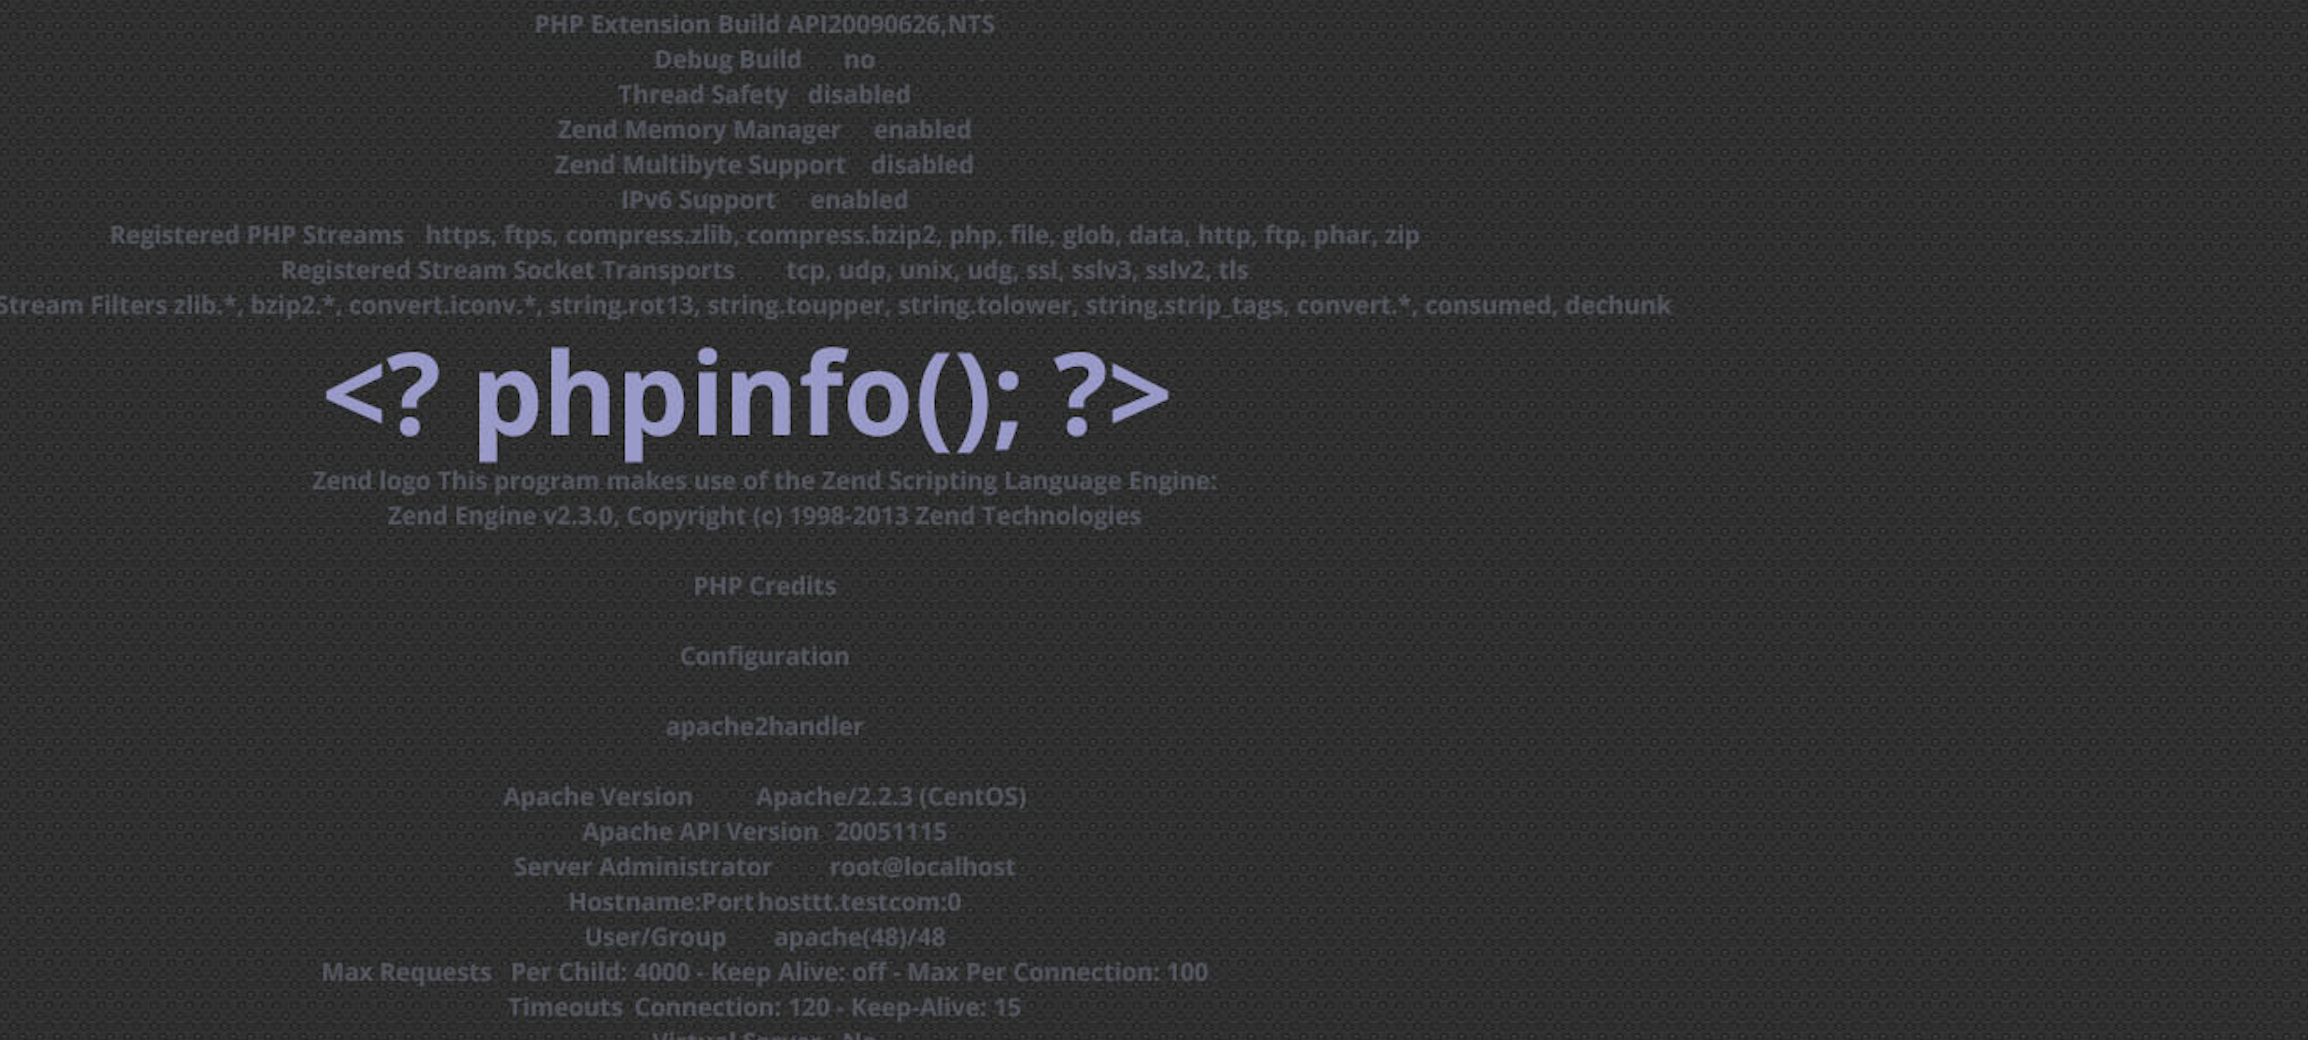 PHP Extension Build API20090626,NTS
Debug Build no
Thread Safety disabled
Zend Memory Manager enabled
Zend Multibyte Support disabled
IPv6 Support enabled
Registered PHP Streams https, ftps, compress.zlib, compress.bzip2, php, file, glob, data, http, ftp, phar, zip
Registered Stream Socket Transports tcp, udp, unix, udg, ssl, sslv3, sslv2, tls
Stream Filters zlib.*, bzip2.*, convert.iconv.*, string.rot13, string.toupper, string.tolower, string.strip_tags, convert.*, consumed, dechunk
<? phpinfo(); ?>
Zend logo This program makes use of the Zend Scripting Language Engine:
Zend Engine v2.3.0, Copyright (c) 1998-2013 Zend Technologies
PHP Credits
Configuration
apache2handler
Apache Version Apache/2.2.3 (CentOS)
Apache API Version 20051115
Server Administrator root@localhost
Hostname:Port hosttt.testcom:0
User/Group apache(48)/48
Max Requests Per Child: 4000 - Keep Alive: off - Max Per Connection: 100
Timeouts Connection: 120 - Keep-Alive: 15
Virtual Server No